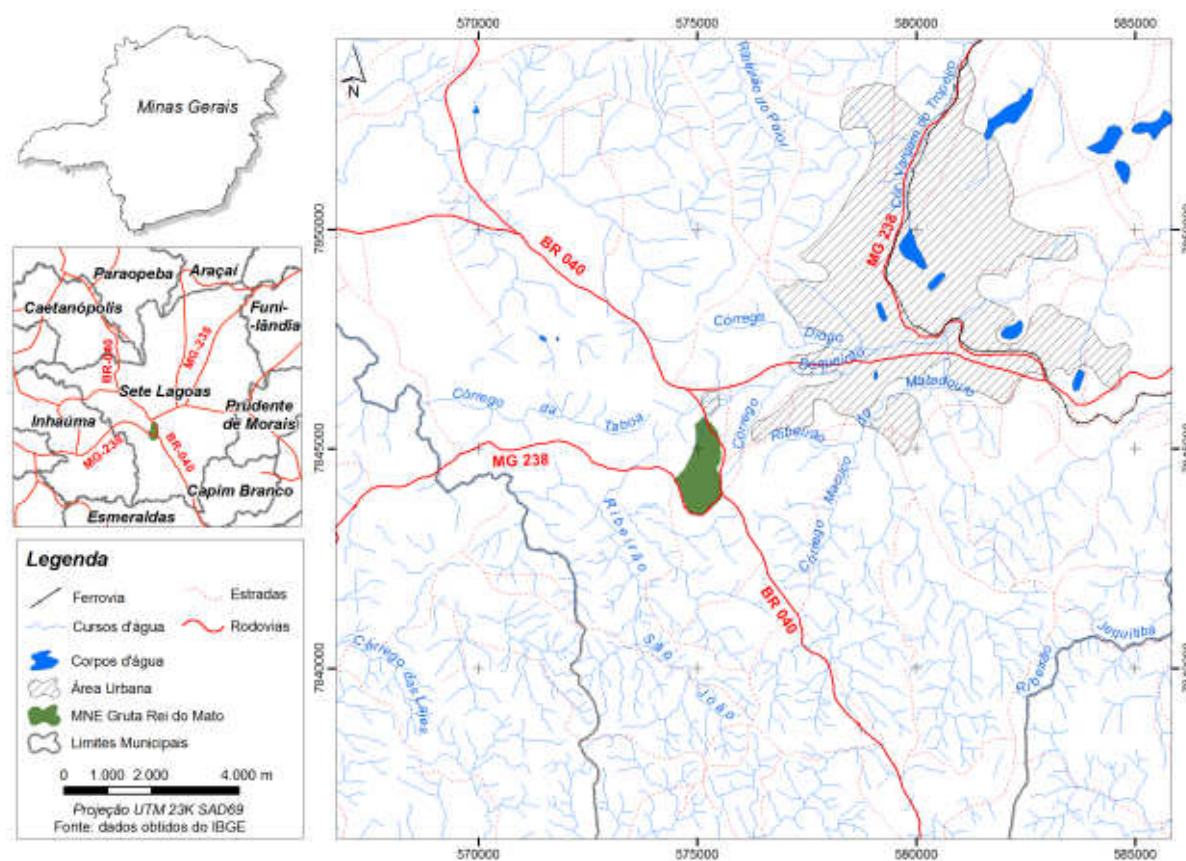 Minas Gerais
Paraopeba
Araçaí
Caetanópolis
Funi-
lândia
BR-040
MG-238
Sete Lagoas
Inhaúma
Prudente
de Morais
MG-238
BR-040
Capim Branco
Esmeraldas
Legenda
Ferrovia
Estradas
Cursos d'água
Rodovias
Corpos d'água
Área Urbana
MNE Gruta Rei do Mato
Limites Municipais
0 1.000 2.000 4.000 m
Projeção UTM 23K SAD69
Fonte: dados obtidos do IBGE
570000 575000 580000 585000
N
Ribeirão do Paiol
Vargem do Tropeiro
7850000
BR 040
MG 238
Córrego Diogo
Boqueirão
Matadouro
Córrego da Taboa
Córrego
Ribeirão do
7845000
MG 238
Ribeirão
Córrego Macuco
BR 040
São
João
Córrego das Lajes
Ribeirão
Jequitibá
7840000
570000 575000 580000 585000